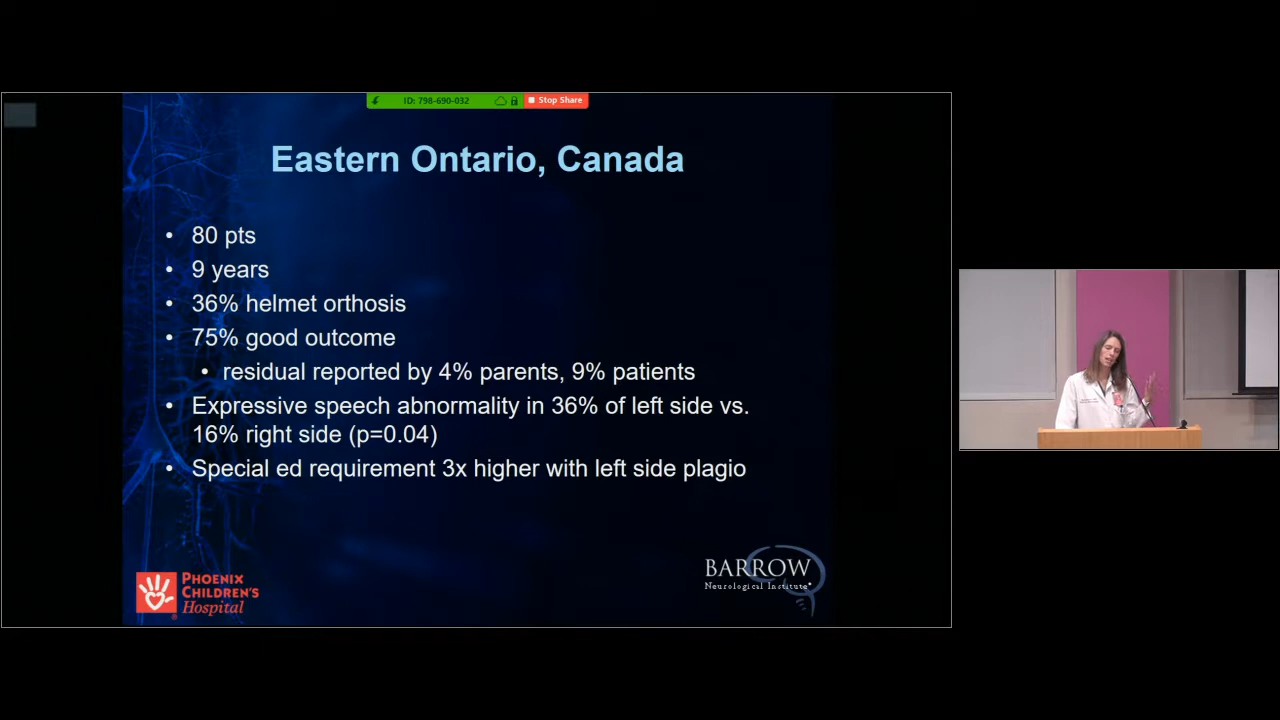 ID: 798-690-032
Stop Share
Eastern Ontario, Canada
• 80 pts
• 9 years
• 36% helmet orthosis
• 75% good outcome
• residual reported by 4% parents, 9% patients
• Expressive speech abnormality in 36% of left side vs.
16% right side (p=0.04)
• Special ed requirement 3x higher with left side plagio
PHOENIX
CHILDREN'S
Hospital
BARROW
Neurological Institute®